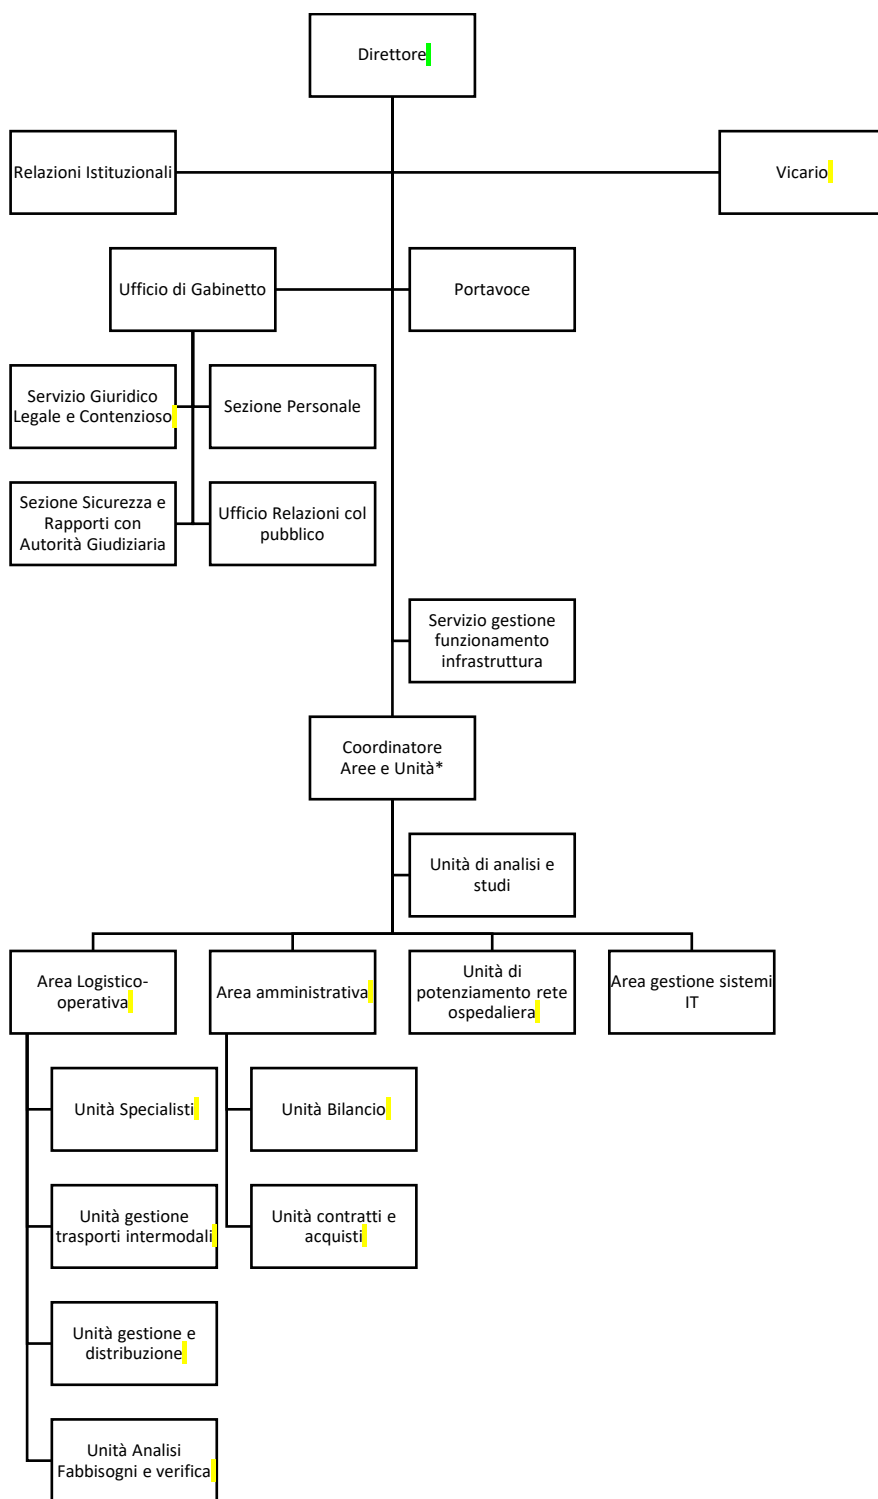 Direttore
Relazioni Istituzionali
Vicario
Ufficio di Gabinetto
Portavoce
Servizio Giuridico
Legale e Contenzioso
Sezione Personale
Sezione Sicurezza e
Rapporti con
Autorità Giudiziaria
Ufficio Relazioni col
pubblico
Servizio gestione
funzionamento
infrastruttura
Coordinatore
Aree e Unità*
Unità di analisi e
studi
Area Logistico-
operativa
Area amministrativa
Unità di
potenziamento rete
ospedaliera
Area gestione sistemi
IT
Unità Specialisti
Unità Bilancio
Unità gestione
trasporti intermodali
Unità contratti e
acquisti
Unità gestione e
distribuzione
Unità Analisi
Fabbisogni e verifica